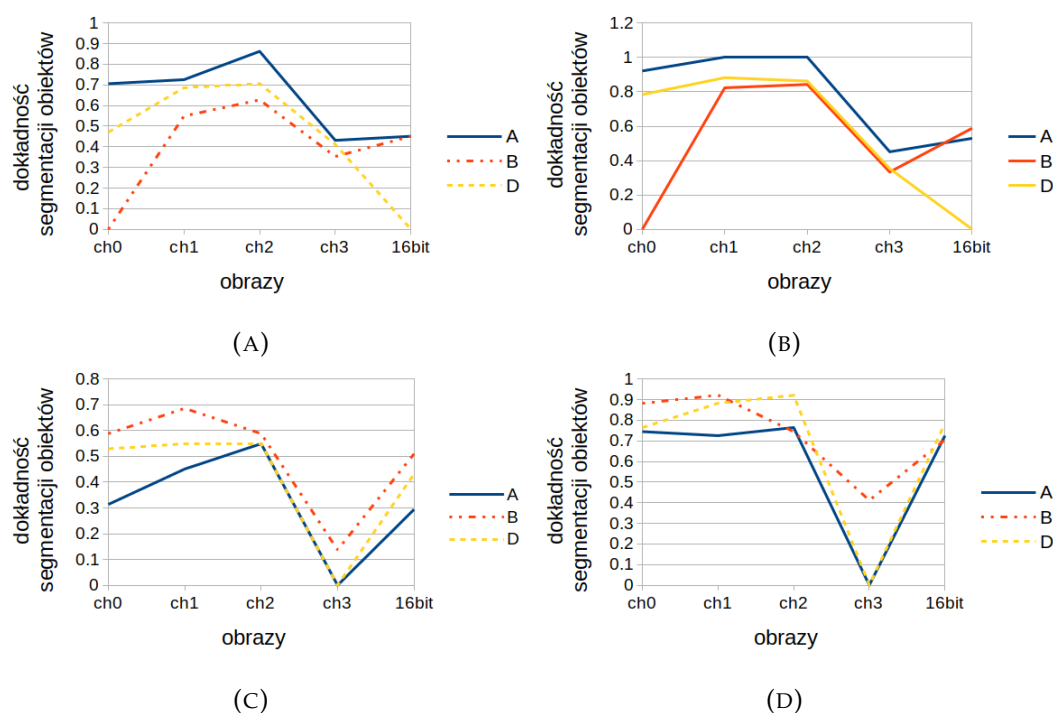 dokładność
segmentacji obiektów
1
0.9
0.8
0.7
0.6
0.5
0.4
0.3
0.2
0.1
0
ch0 ch1 ch2 ch3 16bit
obrazy
A
B
D
(A)
dokładność
segmentacji obiektów
1.2
1
0.8
0.6
0.4
0.2
0
ch0 ch1 ch2 ch3 16bit
obrazy
A
B
D
(B)
dokładność
segmentacji obiektów
0.8
0.7
0.6
0.5
0.4
0.3
0.2
0.1
0
ch0 ch1 ch2 ch3 16bit
obrazy
A
B
D
(C)
dokładność
segmentacji obiektów
1
0.9
0.8
0.7
0.6
0.5
0.4
0.3
0.2
0.1
0
ch0 ch1 ch2 ch3 16bit
obrazy
A
B
D
(D)